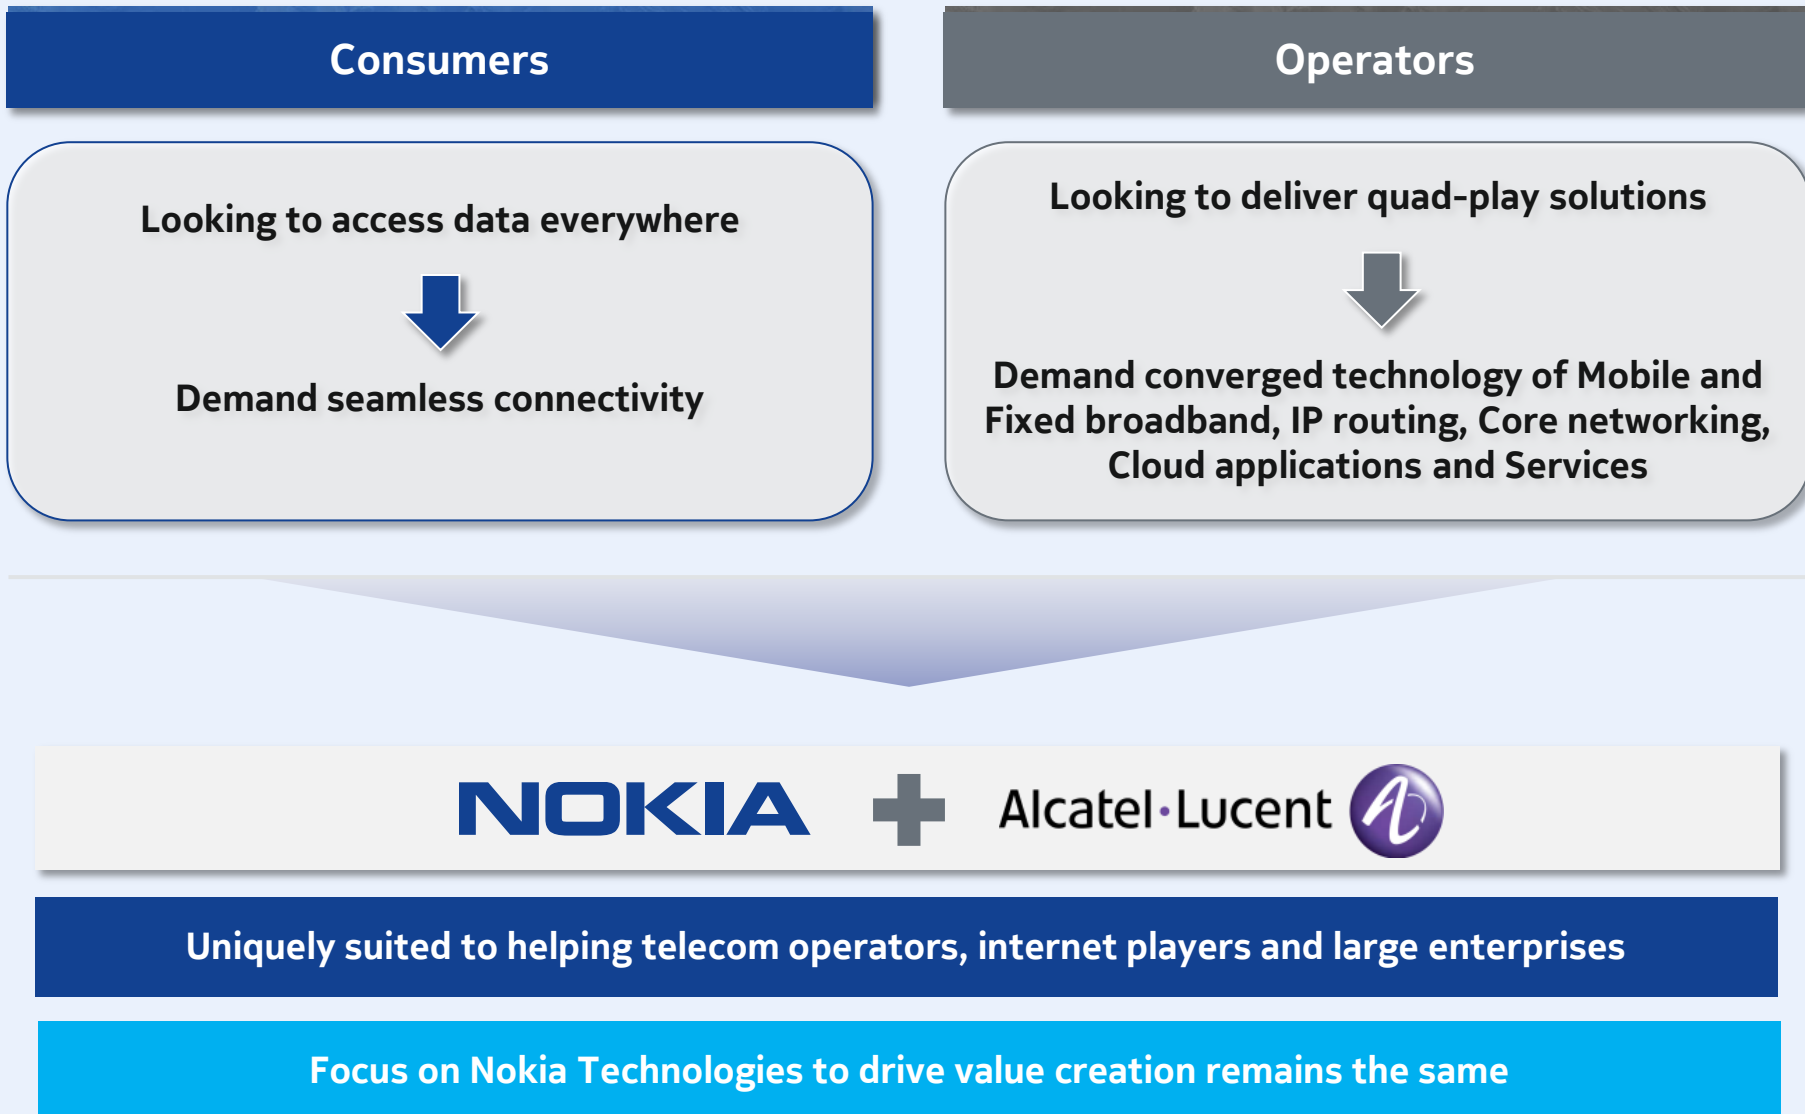 Consumers
Looking to access data everywhere
Demand seamless connectivity
Operators
Looking to deliver quad-play solutions
Demand converged technology of Mobile and
Fixed broadband, IP routing, Core networking,
Cloud applications and Services
NOKIA
Alcatel·Lucent
Uniquely suited to helping telecom operators, internet players and large enterprises
Focus on Nokia Technologies to drive value creation remains the same